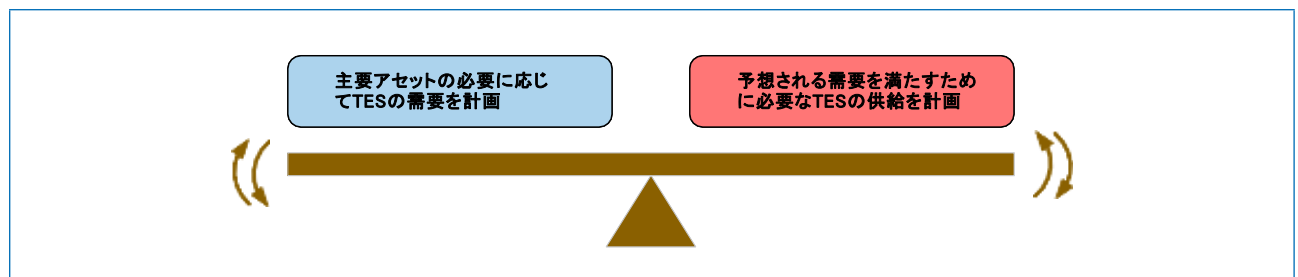 主要アセットの必要に応じ
てTESの需要を計画
予想される需要を満たすため
に必要なTESの供給を計画